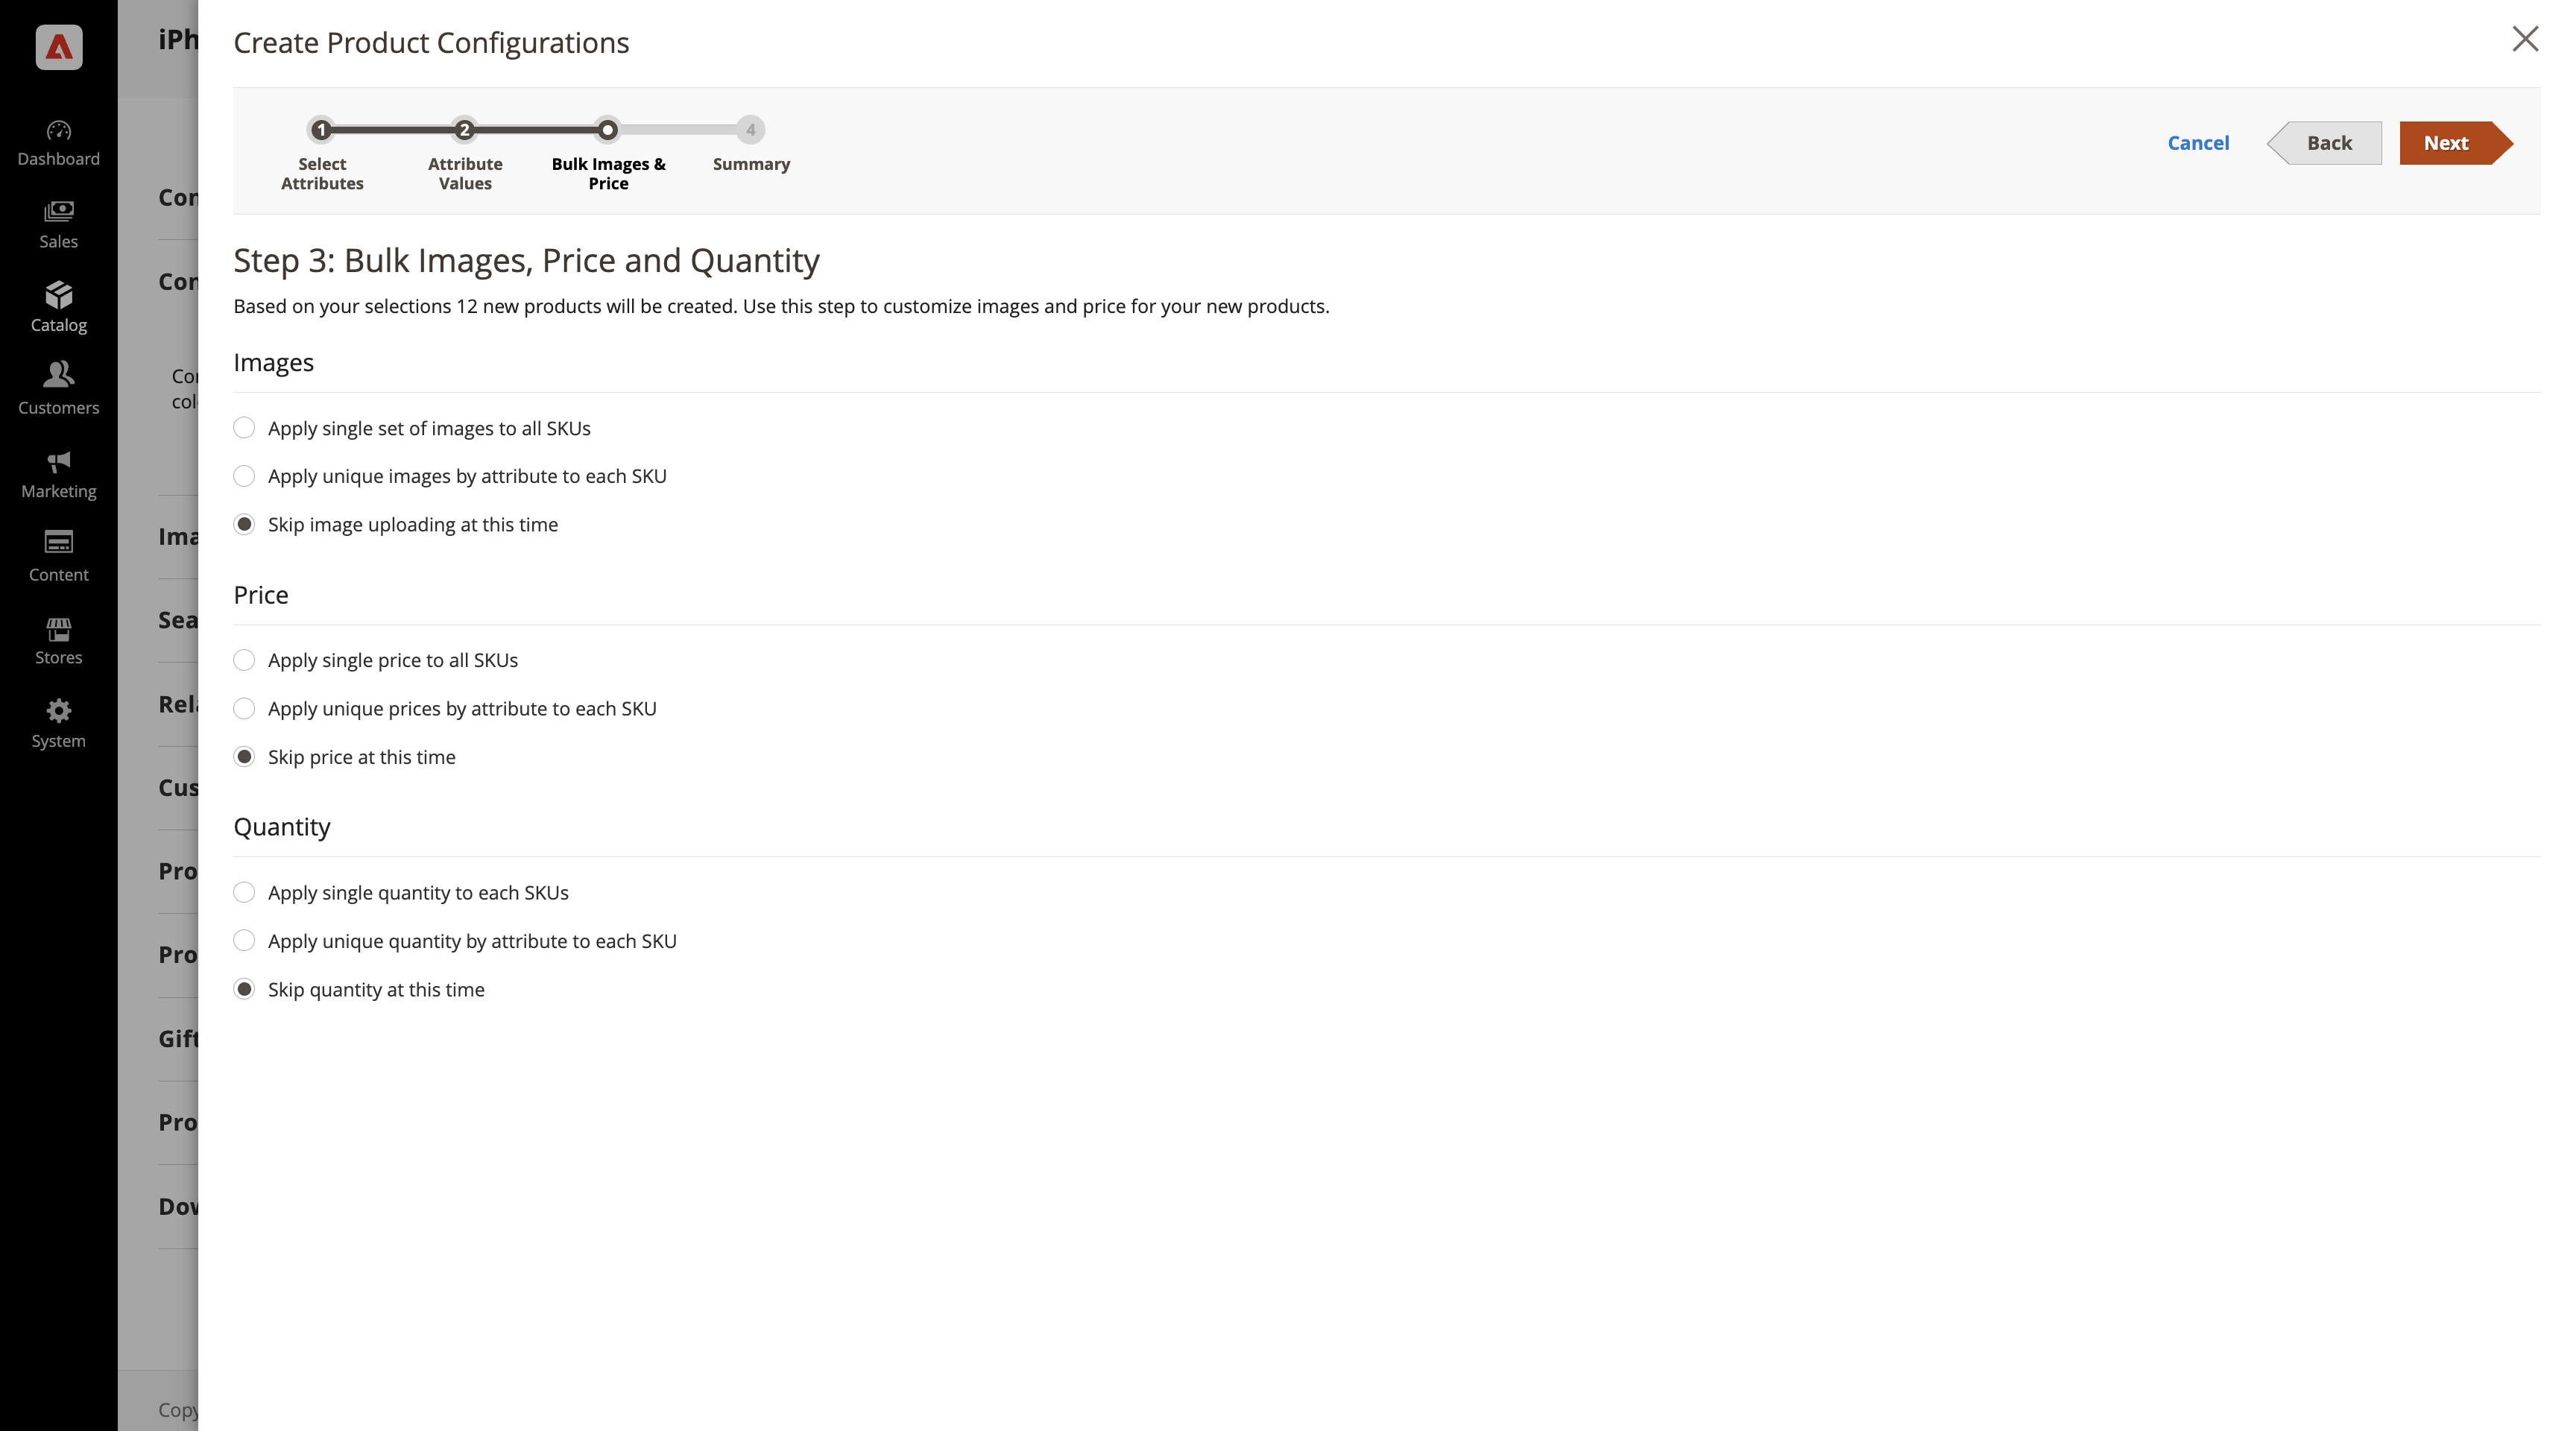 Create Product Configurations
1
2
4
Select
Attributes
Attribute
Values
Bulk Images &
Price
Summary
Cancel
Back
Next
Step 3: Bulk Images, Price and Quantity
Based on your selections 12 new products will be created. Use this step to customize images and price for your new products.
Images
Apply single set of images to all SKUs
Apply unique images by attribute to each SKU
Skip image uploading at this time
Price
Apply single price to all SKUs
Apply unique prices by attribute to each SKU
Skip price at this time
Quantity
Apply single quantity to each SKUs
Apply unique quantity by attribute to each SKU
Skip quantity at this time
Dashboard
Sales
Catalog
Customers
Marketing
Content
Stores
System
iPh
Con
Con
Con
col
Ima
Sea
Rel
Cus
Pro
Pro
Gift
Pro
Dow
Copy